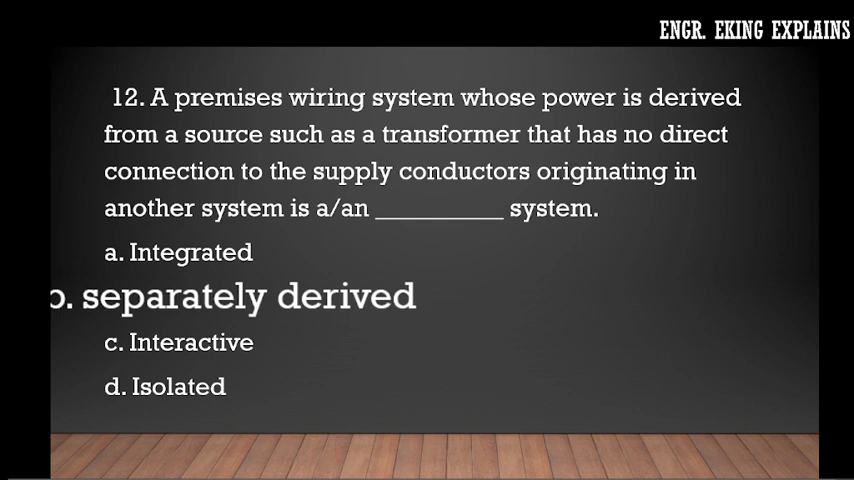 ENGR. EKING EXPLAINS
12. A premises wiring system whose power is derived
from a source such as a transformer that has no direct
connection to the supply conductors originating in
another system is a/an __________ system.
a. Integrated
b. separately derived
c. Interactive
d. Isolated